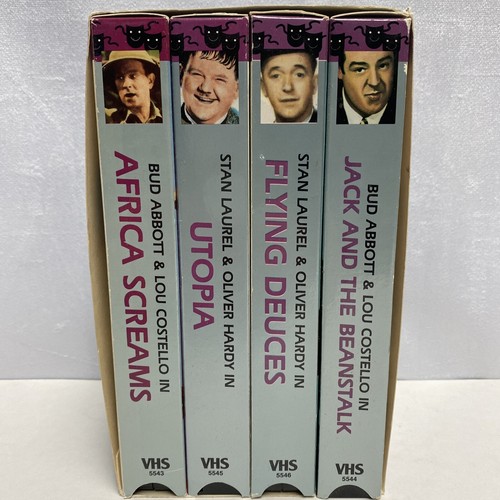 BUD ABBOTT & LOU COSTELLO IN
AFRICA SCREAMS
VHS
5543
STAN LAUREL & OLIVER HARDY IN
UTOPIA
VHS
5545
STAN LAUREL & OLIVER HARDY IN
FLYING DEUCES
VHS
5546
BUD ABBOTT & LOU COSTELLO IN
JACK AND THE BEANSTALK
VHS
5544